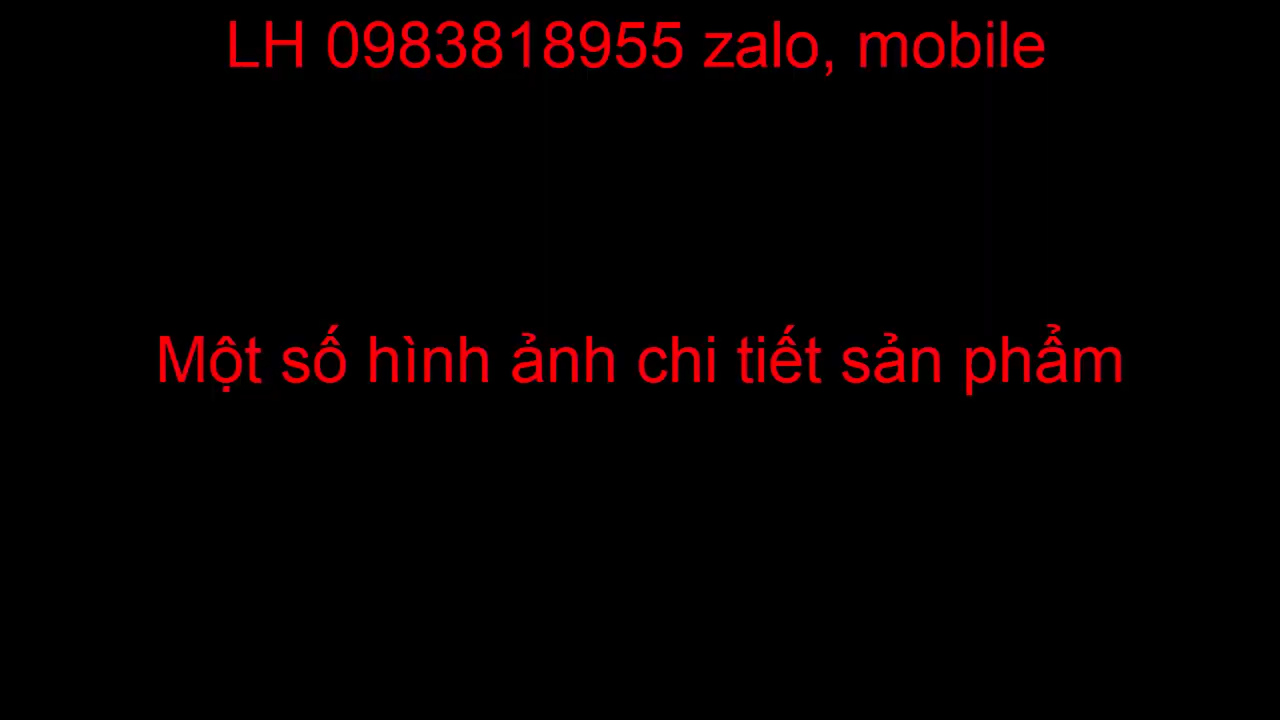 LH 0983818955 zalo, mobile
Một số hình ảnh chi tiết sản phẩm